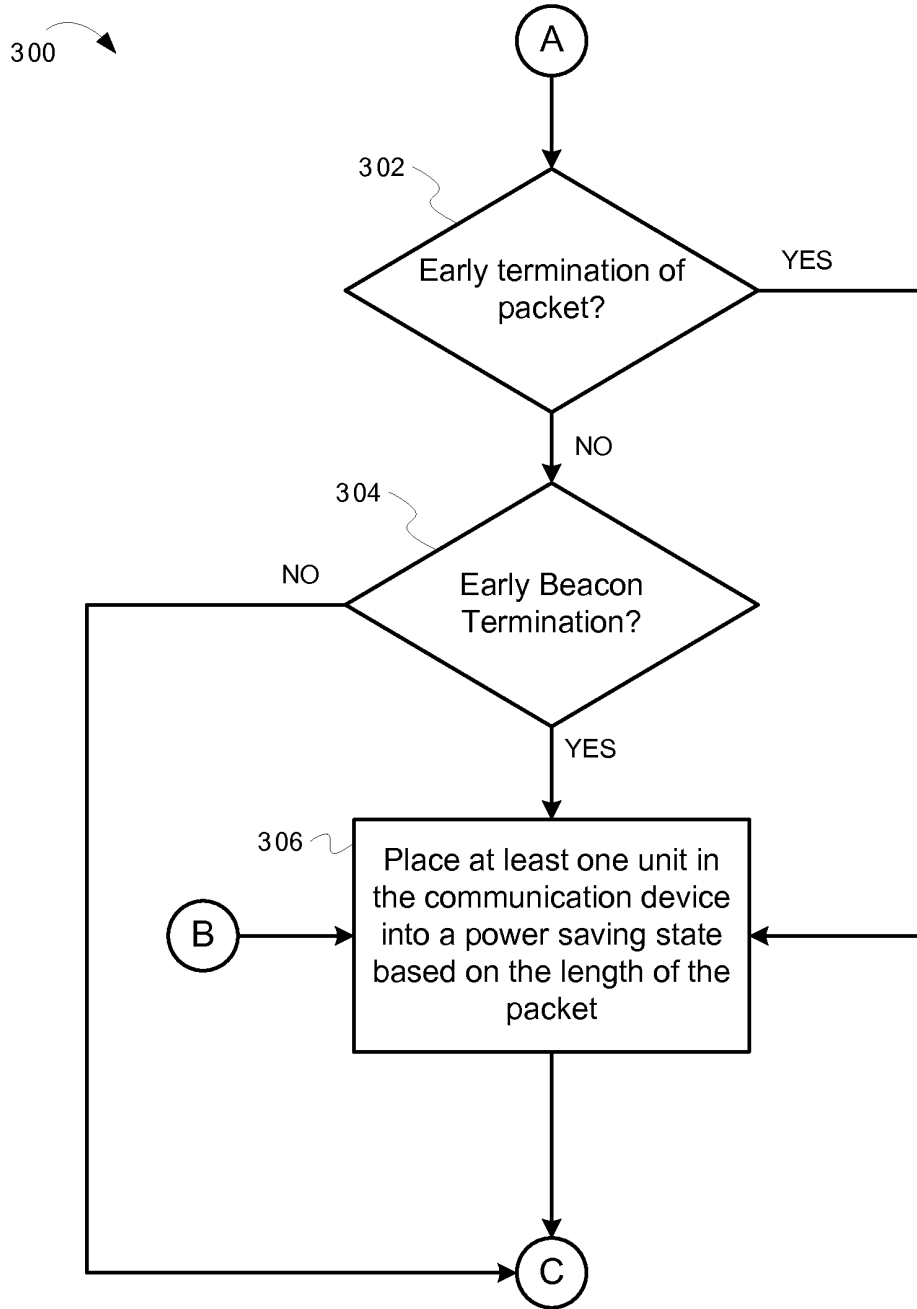 300
A
302
Early termination of
packet?
YES
NO
304
Early Beacon
Termination?
NO
YES
306
Place at least one unit in
the communication device
into a power saving state
based on the length of the
packet
B
C